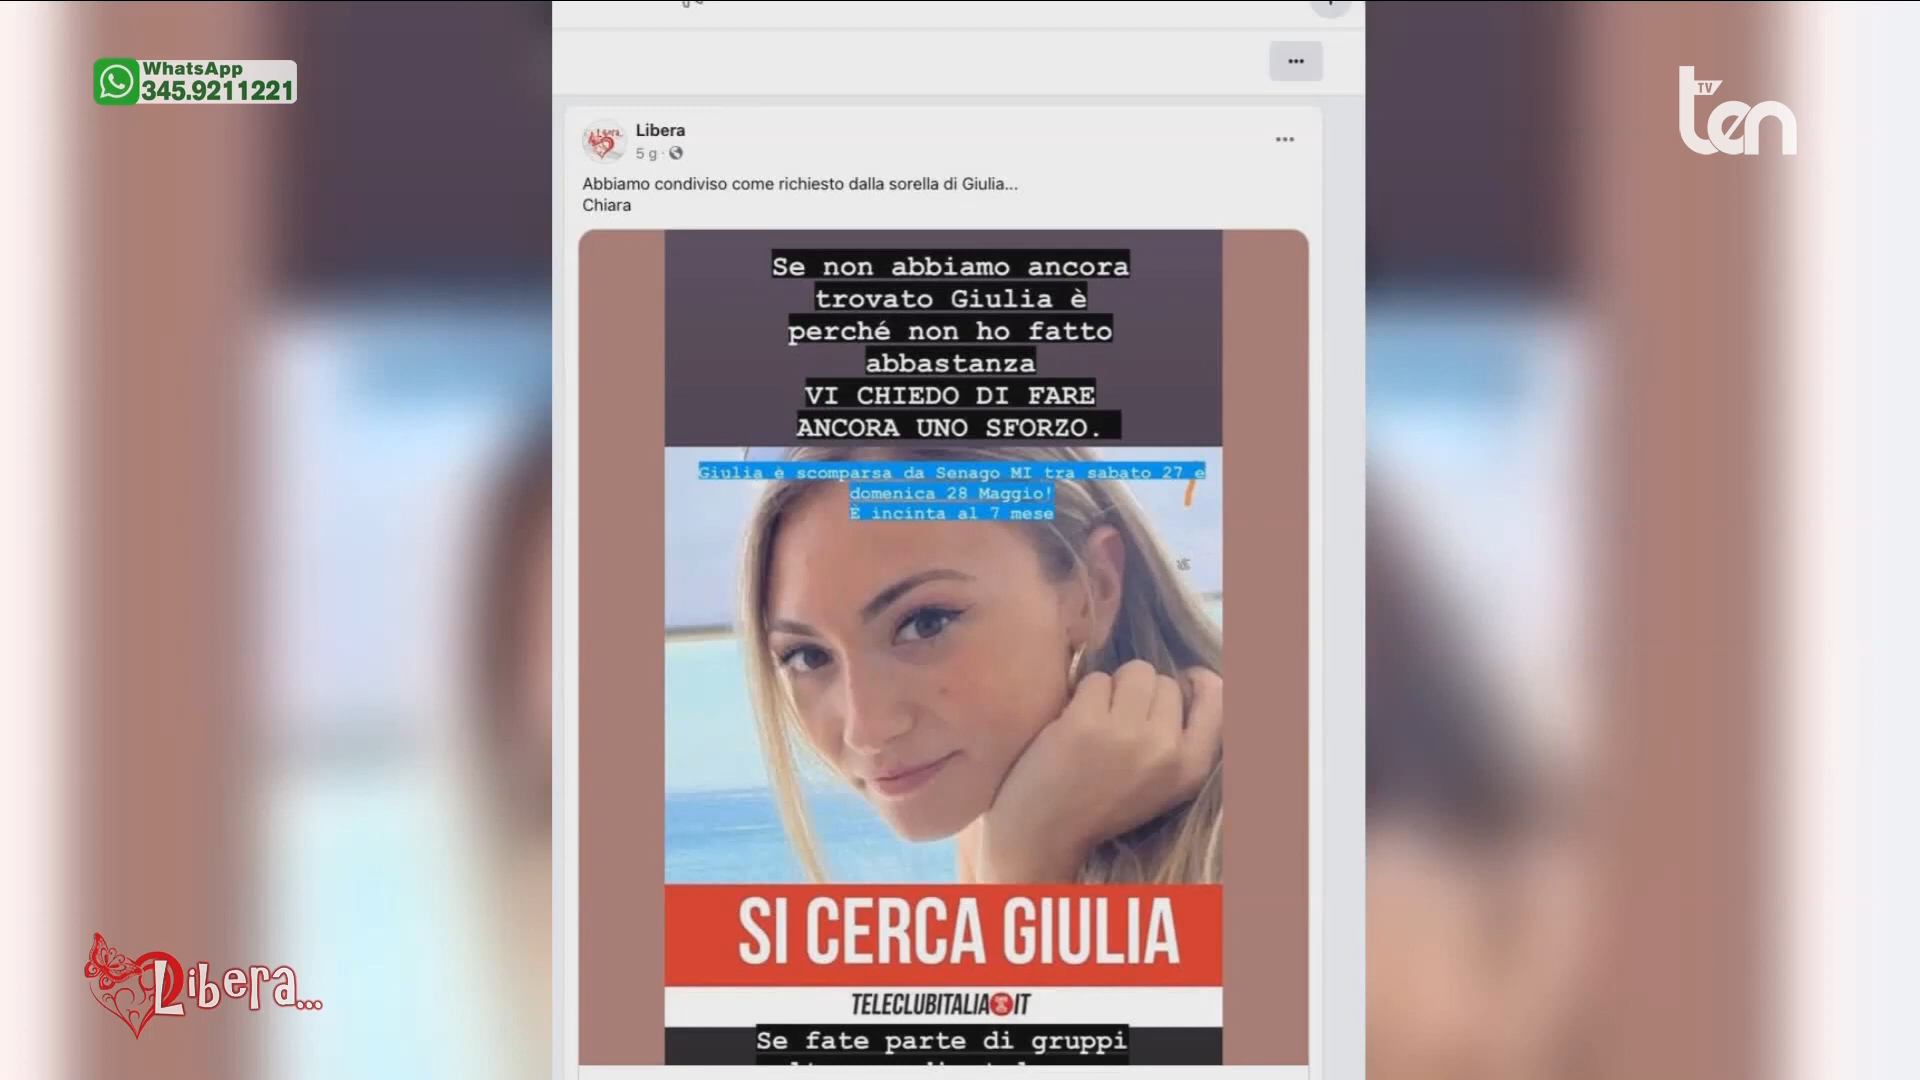 WhatsApp
345.9211221
TV
ten
Libera
5 g ·
Abbiamo condiviso come richiesto dalla sorella di Giulia...
Chiara
Se non abbiamo ancora
trovato Giulia è
perché non ho fatto
abbastanza
VI CHIEDO DI FARE
ANCORA UNO SFORZO.
Giulia è scomparsa da Senago MI tra sabato 27 e
domenica 28 Maggio!
È incinta al 7 mese
SI CERCA GIULIA
TELECLUBITALIA.IT
Se fate parte di gruppi
Libera...